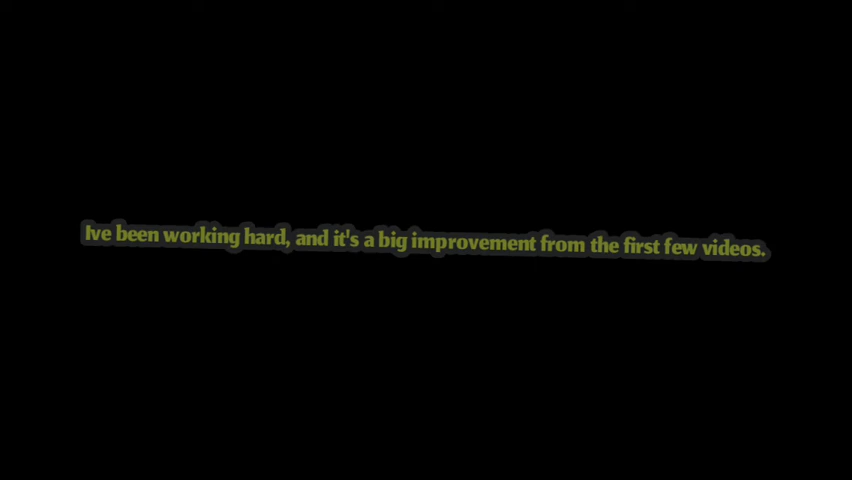 Ive been working hard, and it's a big improvement from the first few videos.